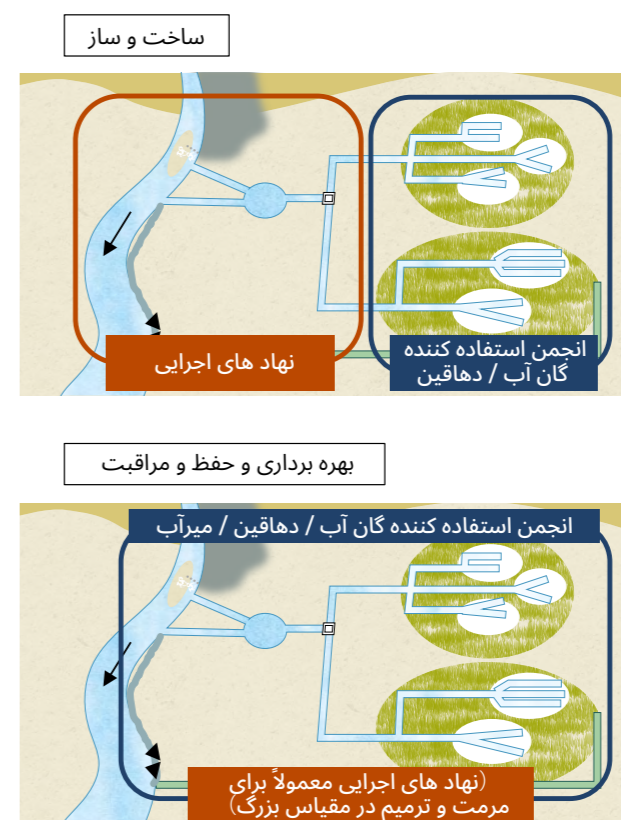 ساخت و ساز
نهاد های اجرایی
انجمن استفاده کننده
گان آب / دهاقین
بهره برداری و حفظ و مراقبت
انجمن استفاده کننده گان آب / دهاقین / میرآب
(نهاد های اجرایی معمولاً برای
مرمت و ترمیم در مقیاس بزرگ)